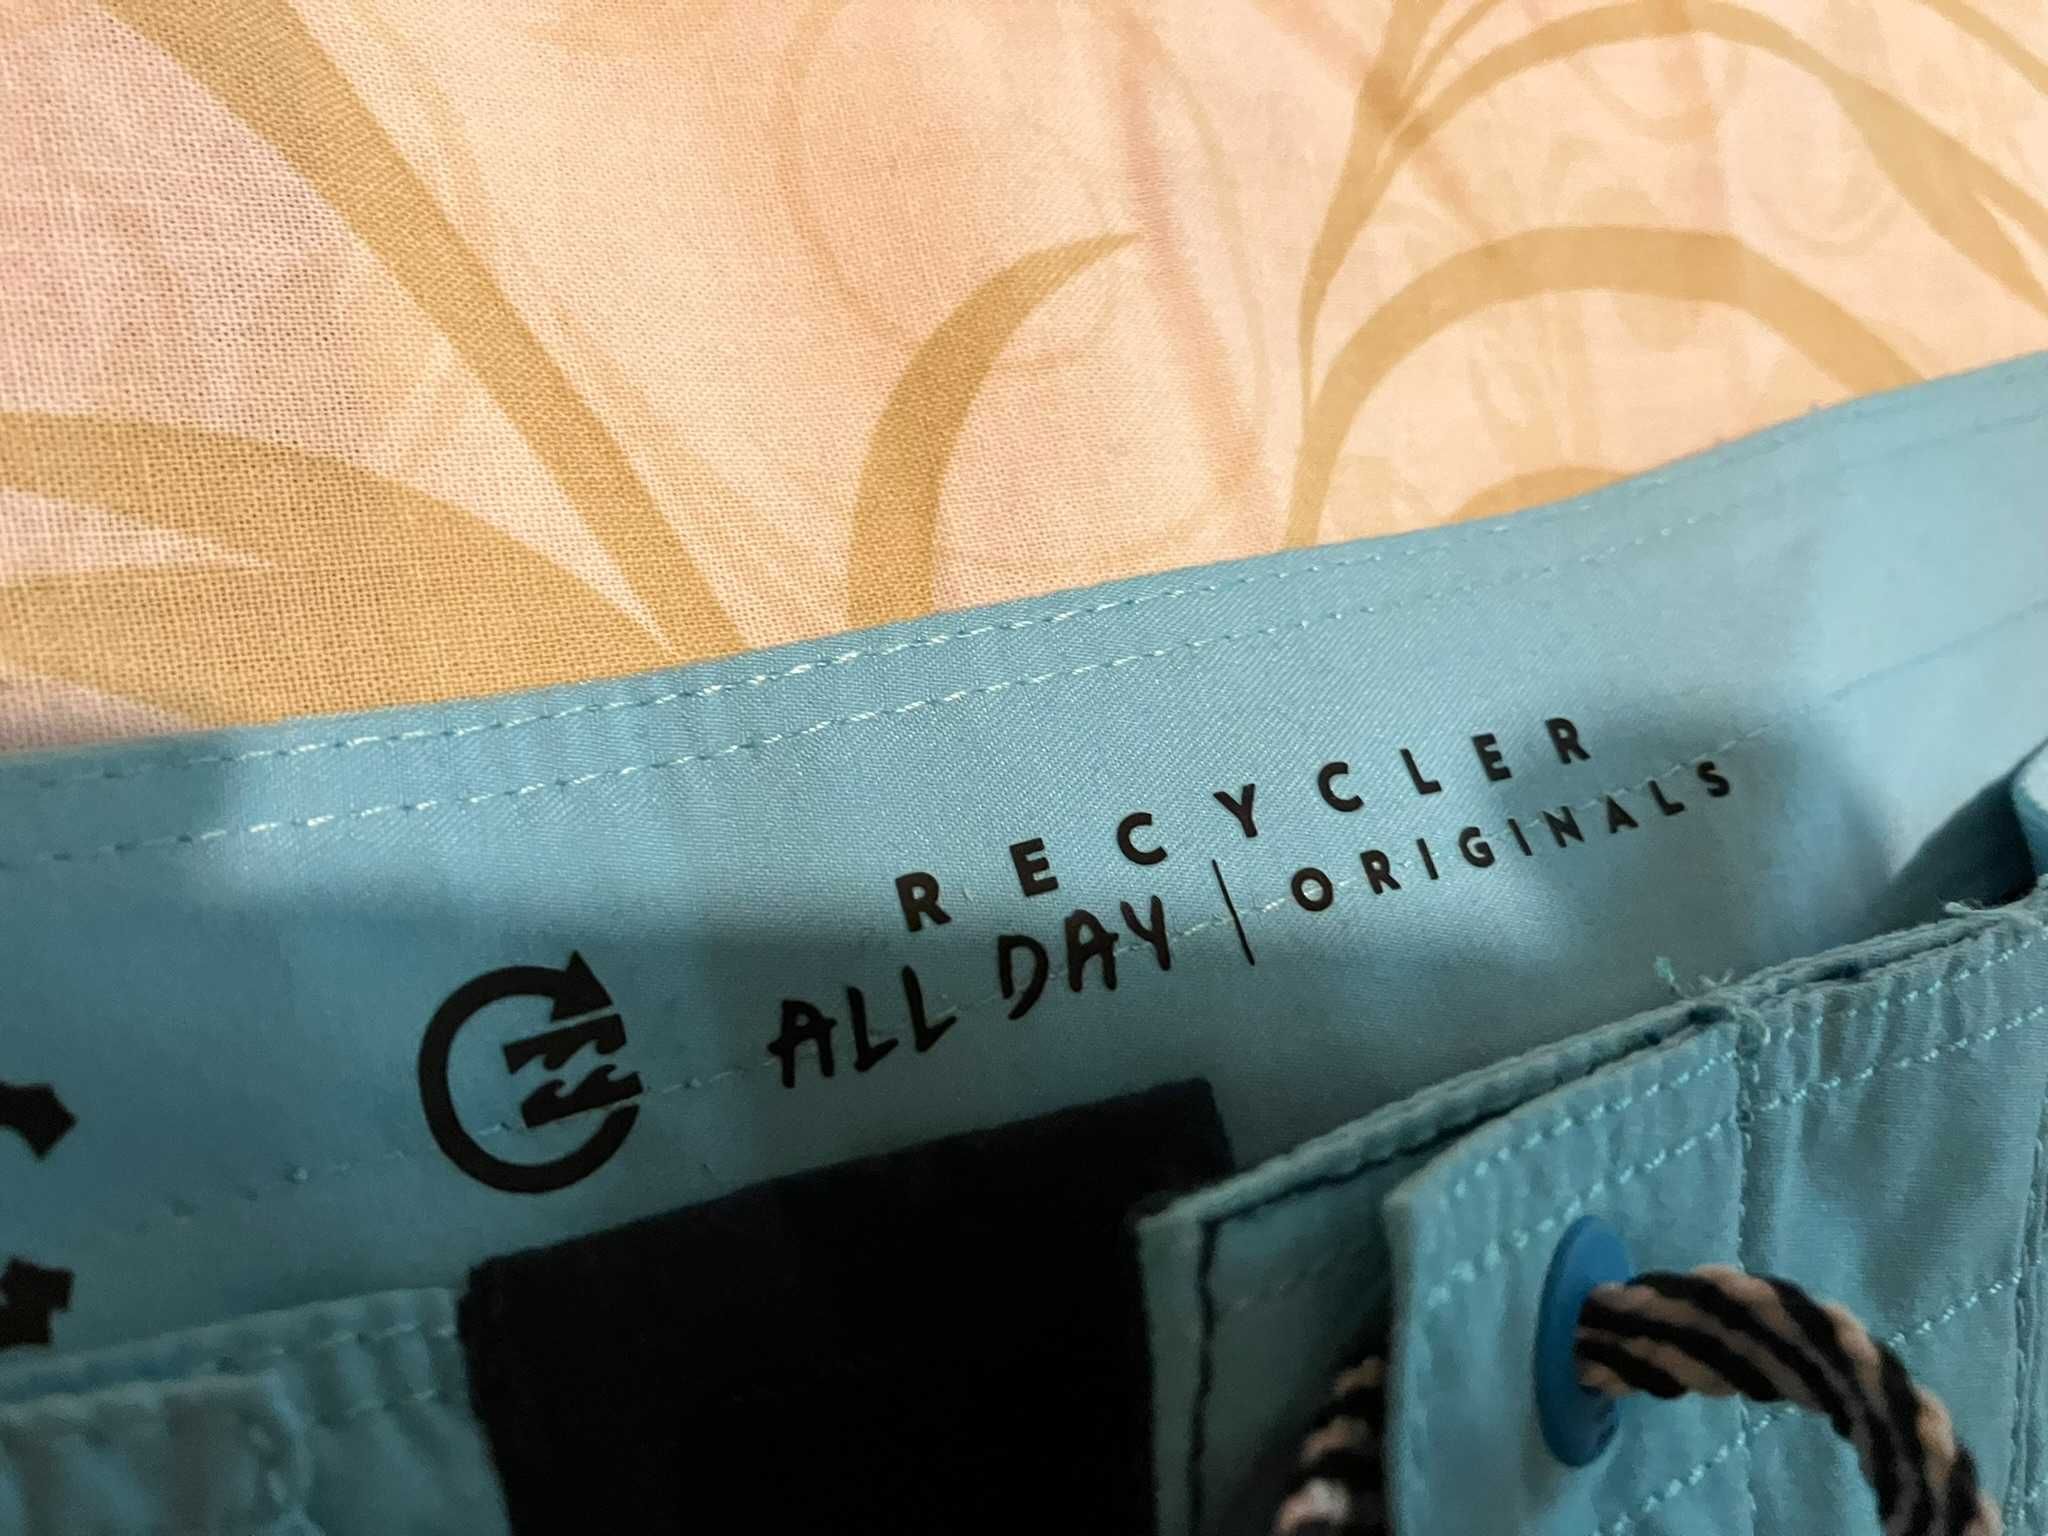 RECYCLER
ALL DAY | ORIGINALS